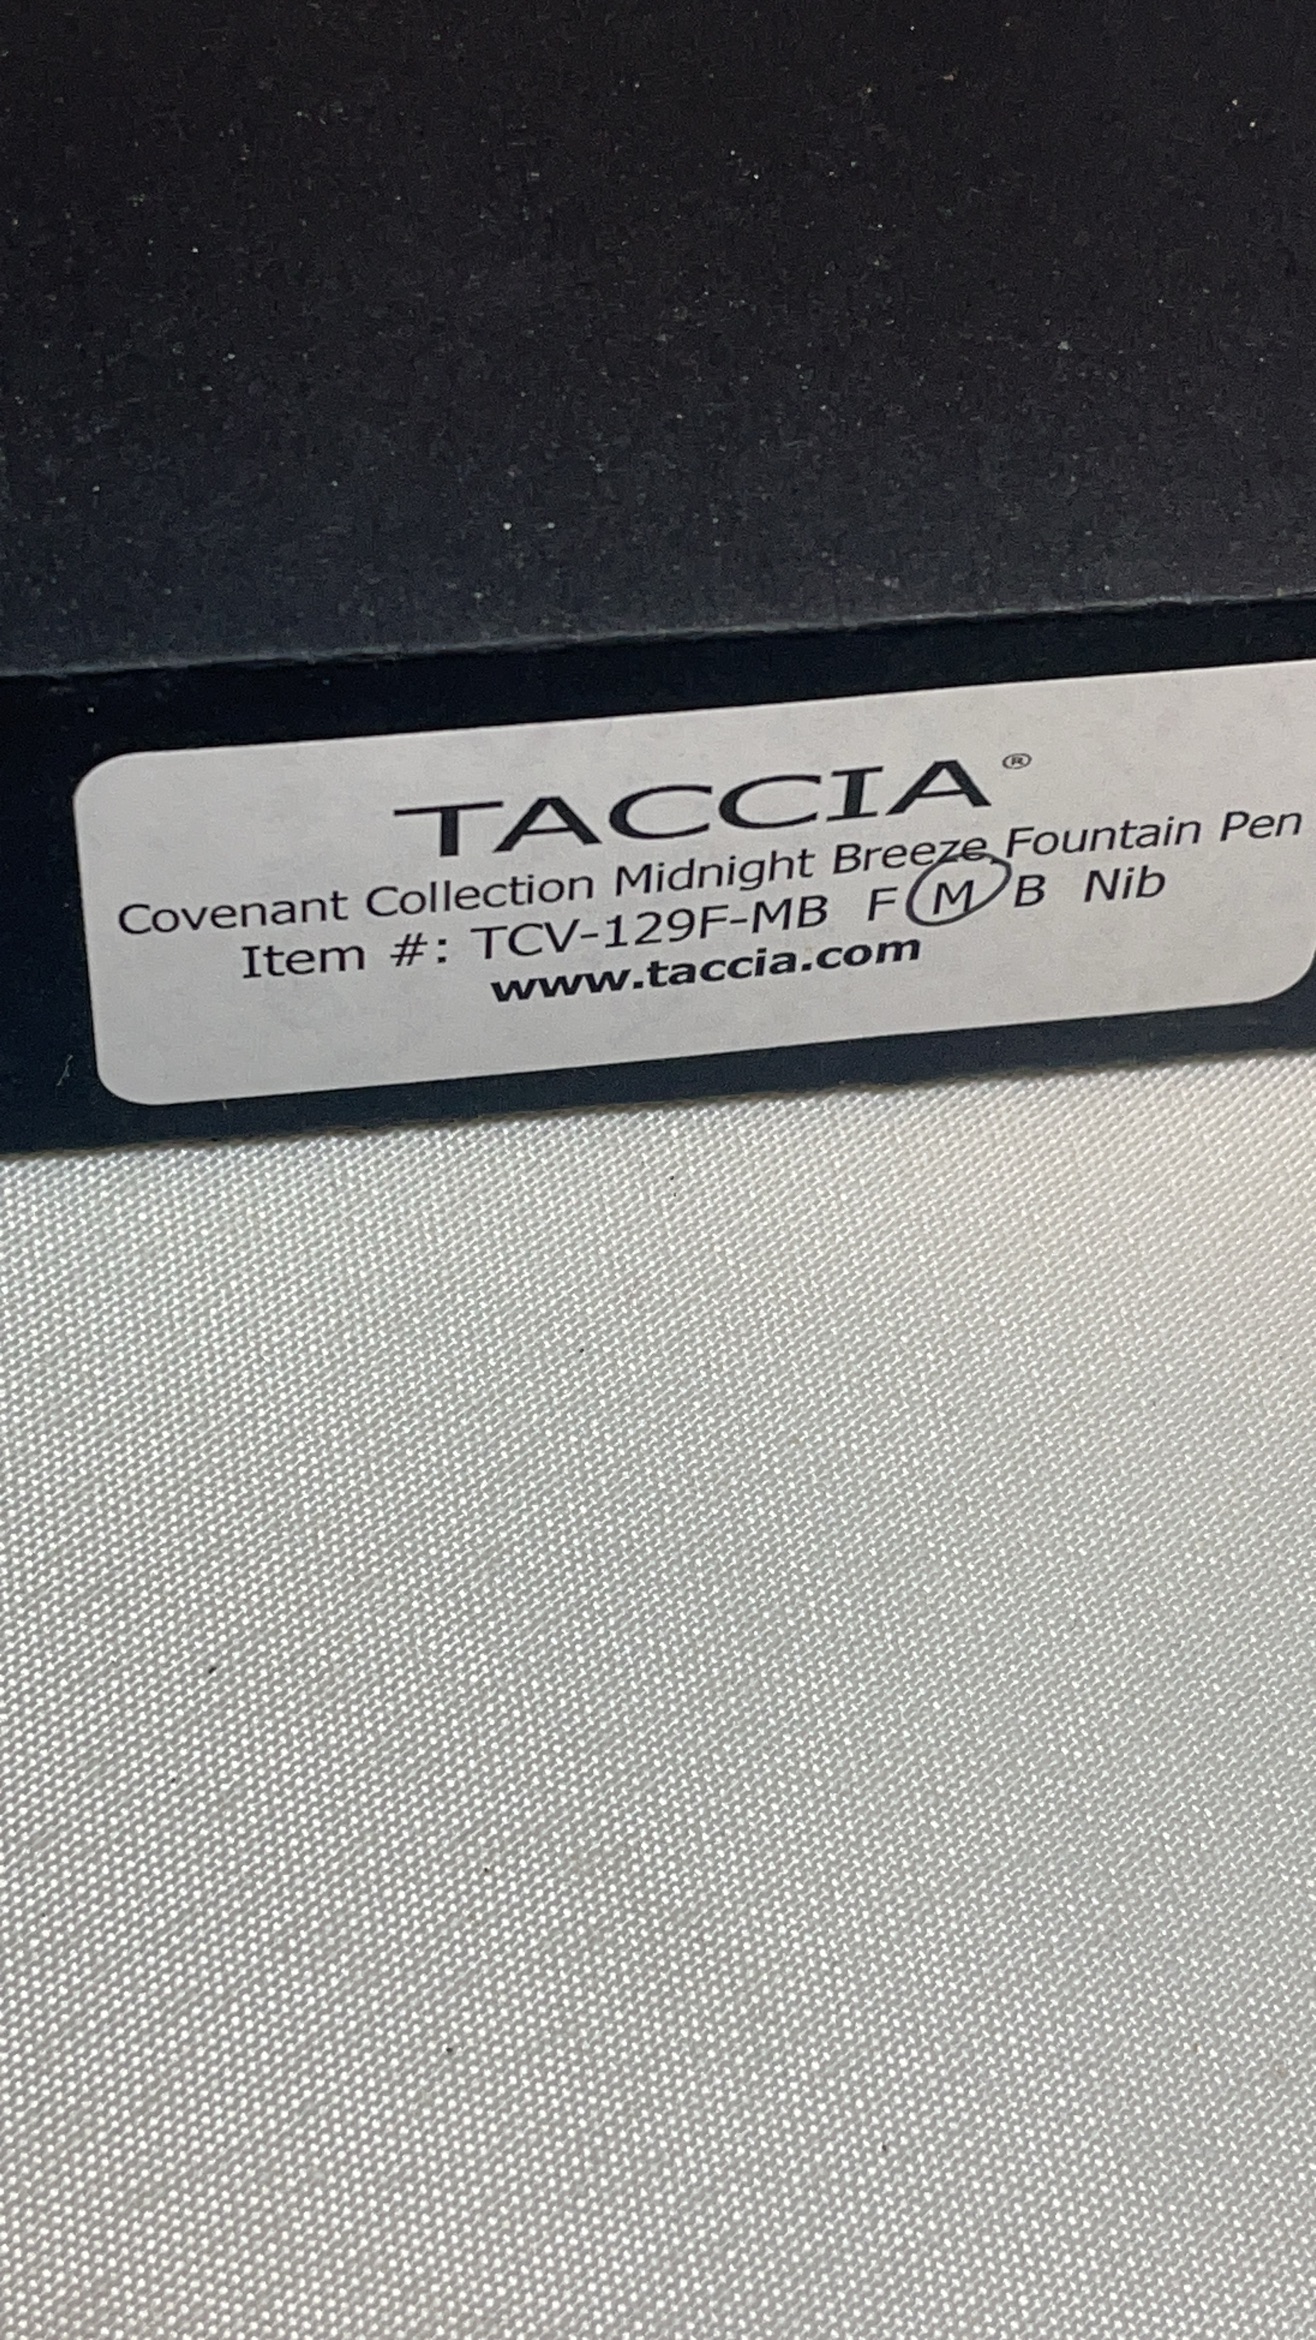 TACCIA®
Covenant Collection Midnight Breeze Fountain Pen
Item #: TCV-129F-MB F M B Nib
www.taccia.com